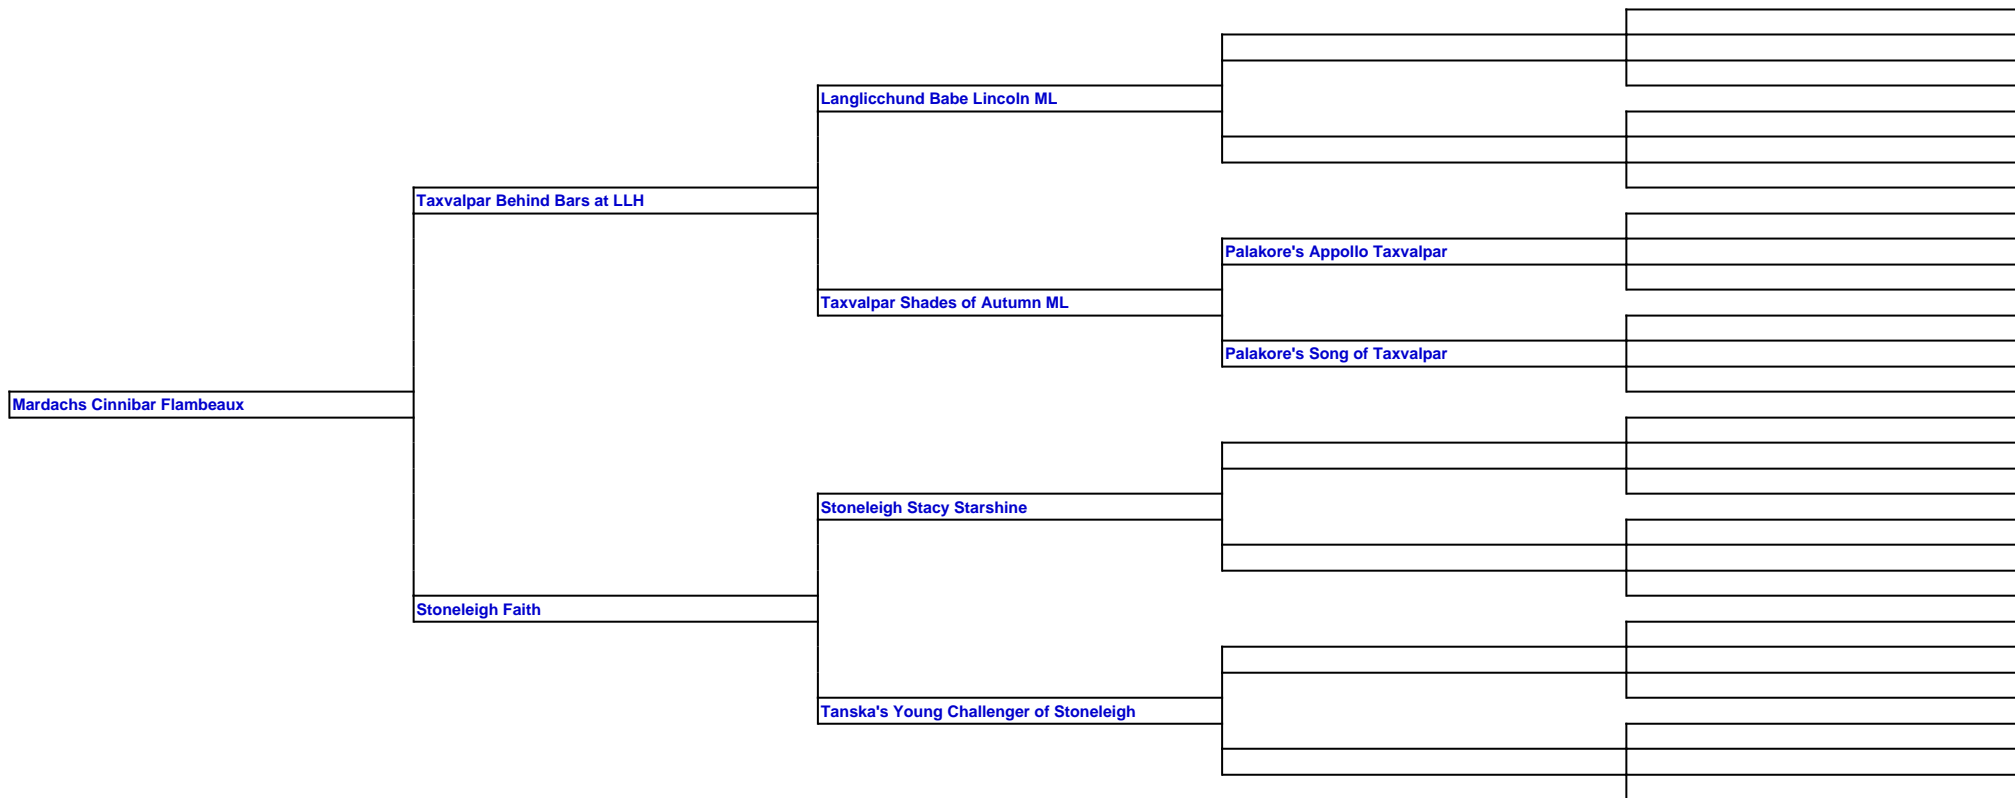 Langlicchund Babe Lincoln ML
Taxvalpar Behind Bars at LLH
Palakore's Appollo Taxvalpar
Taxvalpar Shades of Autumn ML
Palakore's Song of Taxvalpar
Mardachs Cinnibar Flambeaux
Stoneleigh Stacy Starshine
Stoneleigh Faith
Tanska's Young Challenger of Stoneleigh